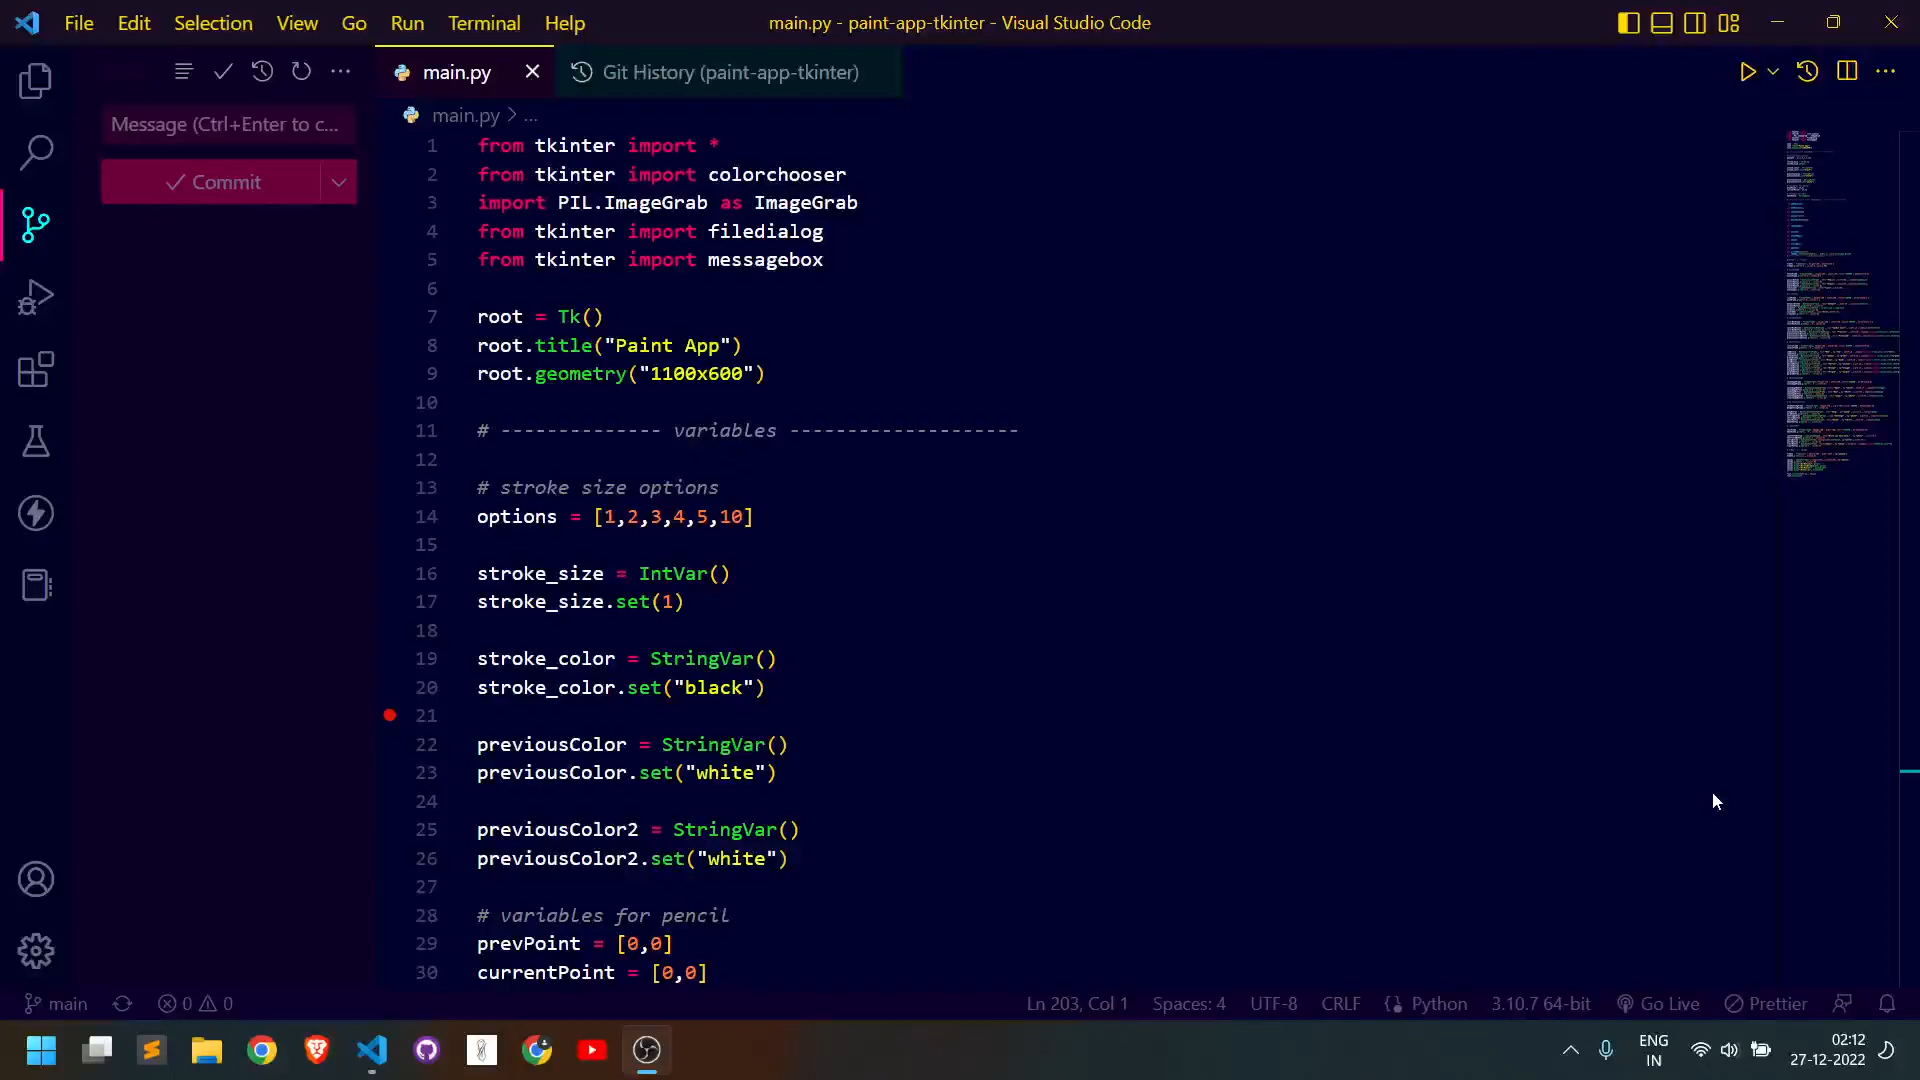 File Edit Selection View Go Run Terminal Help
main.py - paint-app-tkinter - Visual Studio Code
main.py
Git History (paint-app-tkinter)
Message (Ctrl+Enter to c...
Commit
main.py > ...
1 from tkinter import *
2 from tkinter import colorchooser
3 import PIL.ImageGrab as ImageGrab
4 from tkinter import filedialog
5 from tkinter import messagebox
6
7 root = Tk()
8 root.title("Paint App")
9 root.geometry("1100x600")
10
11 # -------------- variables --------------------
12
13 # stroke size options
14 options = [1,2,3,4,5,10]
15
16 stroke_size = IntVar()
17 stroke_size.set(1)
18
19 stroke_color = StringVar()
20 stroke_color.set("black")
21
22 previousColor = StringVar()
23 previousColor.set("white")
24
25 previousColor2 = StringVar()
26 previousColor2.set("white")
27
28 # variables for pencil
29 prevPoint = [0,0]
30 currentPoint = [0,0]
main 0 0 Ln 203, Col 1 Spaces: 4 UTF-8 CRLF Python 3.10.7 64-bit Go Live Prettier
ENG
IN
02:12
27-12-2022